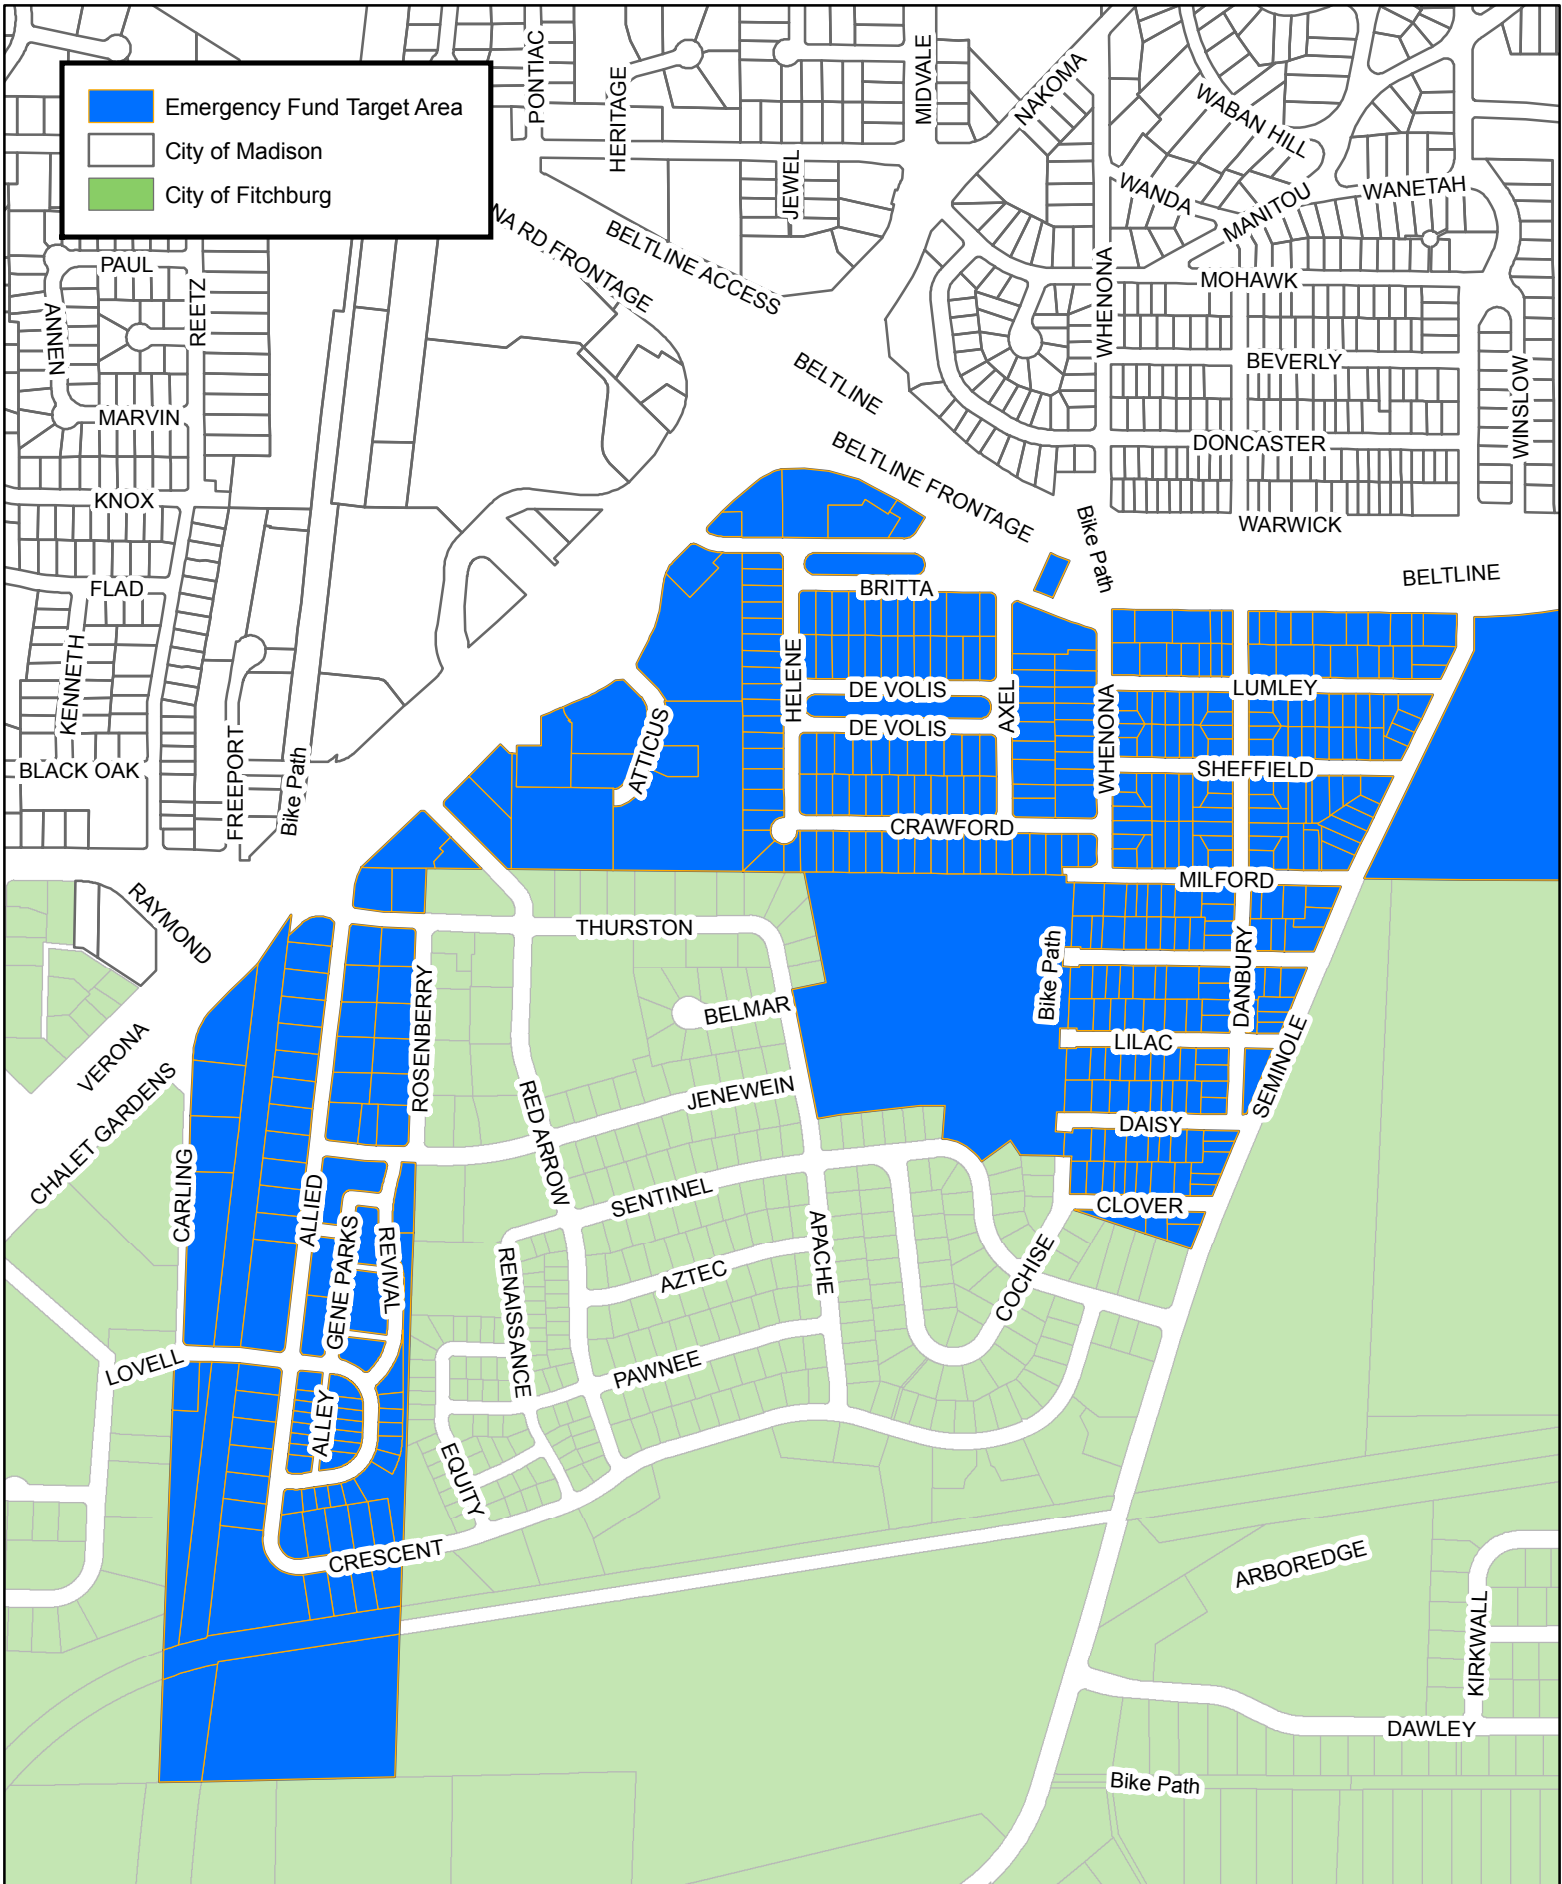 Emergency Fund Target Area
City of Madison
City of Fitchburg
PONTIAC
HERITAGE
MIDVALE
JEWEL
NAKOMA
WABAN HILL
WANDA
MANITOU
WANETAH
NA RD FRONTAGE
BELTLINE ACCESS
PAUL
REETZ
ANNEN
MARVIN
WHENONA
MOHAWK
BEVERLY
WINSLOW
BELTLINE
DONCASTER
BELTLINE FRONTAGE
KNOX
Bike Path
WARWICK
FLAD
BRITTA
BELTLINE
KENNETH
HELENE
DE VOLIS
AXEL
LUMLEY
DE VOLIS
WHENONA
ATTICUS
BLACK OAK
FREEPORT
Bike Path
SHEFFIELD
CRAWFORD
MILFORD
RAYMOND
THURSTON
Bike Path
DANBURY
ROSENBERRY
BELMAR
VERONA
LILAC
SEMINOLE
CHALET GARDENS
RED ARROW
JENEWEIN
DAISY
CARLING
ALLIED
SENTINEL
CLOVER
GENE PARKS
REVIVAL
RENAISSANCE
AZTEC
APACHE
COCHISE
LOVELL
PAWNEE
ALLEY
EQUITY
CRESCENT
ARBOREDGE
KIRKWALL
DAWLEY
Bike Path